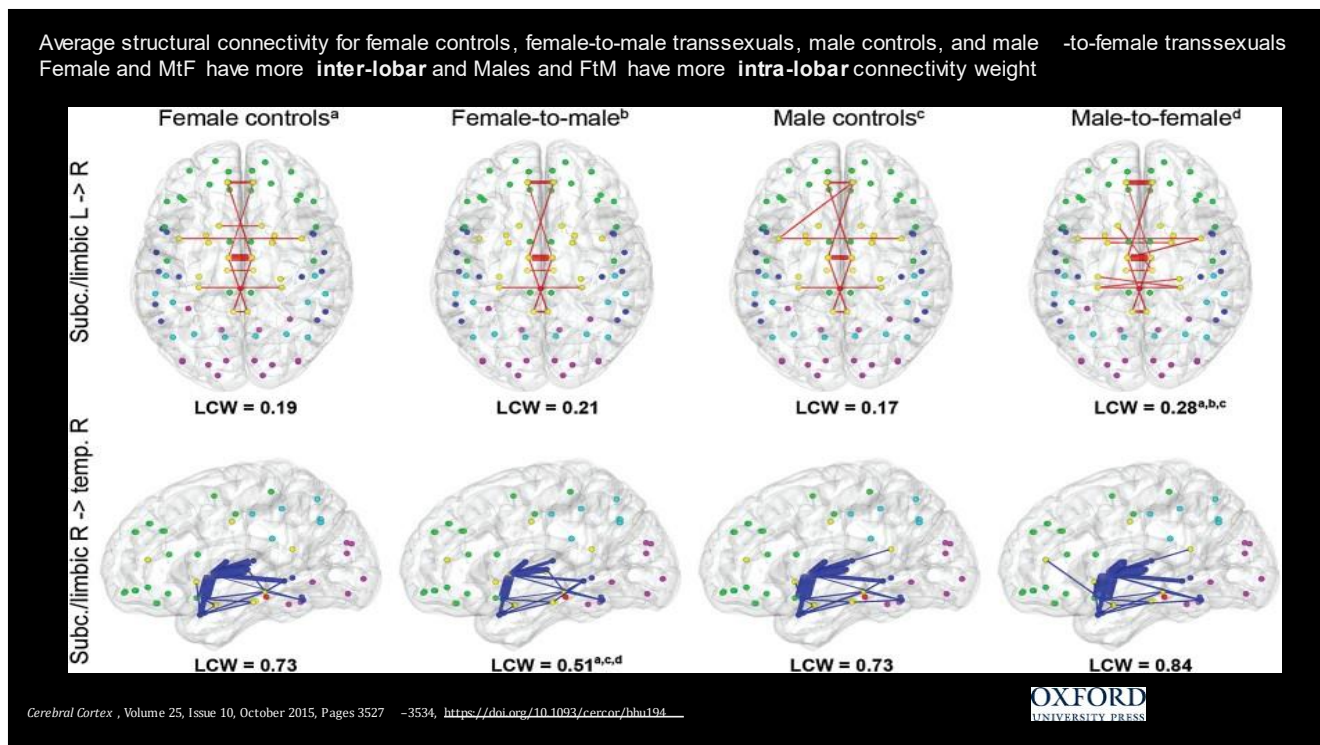 Average structural connectivity for female controls, female-to-male transsexuals, male controls, and male -to-female transsexuals
Female and MtF have more inter-lobar and Males and FtM have more intra-lobar connectivity weight
Female controlsᵃ Female-to-maleᵇ Male controlsᶜ Male-to-femaleᵈ
Subc./limbic L -> R
LCW = 0.19 LCW = 0.21 LCW = 0.17 LCW = 0.28ᵃ,ᵇ,ᶜ
Subc./limbic R -> temp. R
LCW = 0.73 LCW = 0.51ᵃ,ᶜ,ᵈ LCW = 0.73 LCW = 0.84
Cerebral Cortex , Volume 25, Issue 10, October 2015, Pages 3527 –3534, https://doi.org/10.1093/cercor/bhu194
OXFORD
UNIVERSITY PRESS